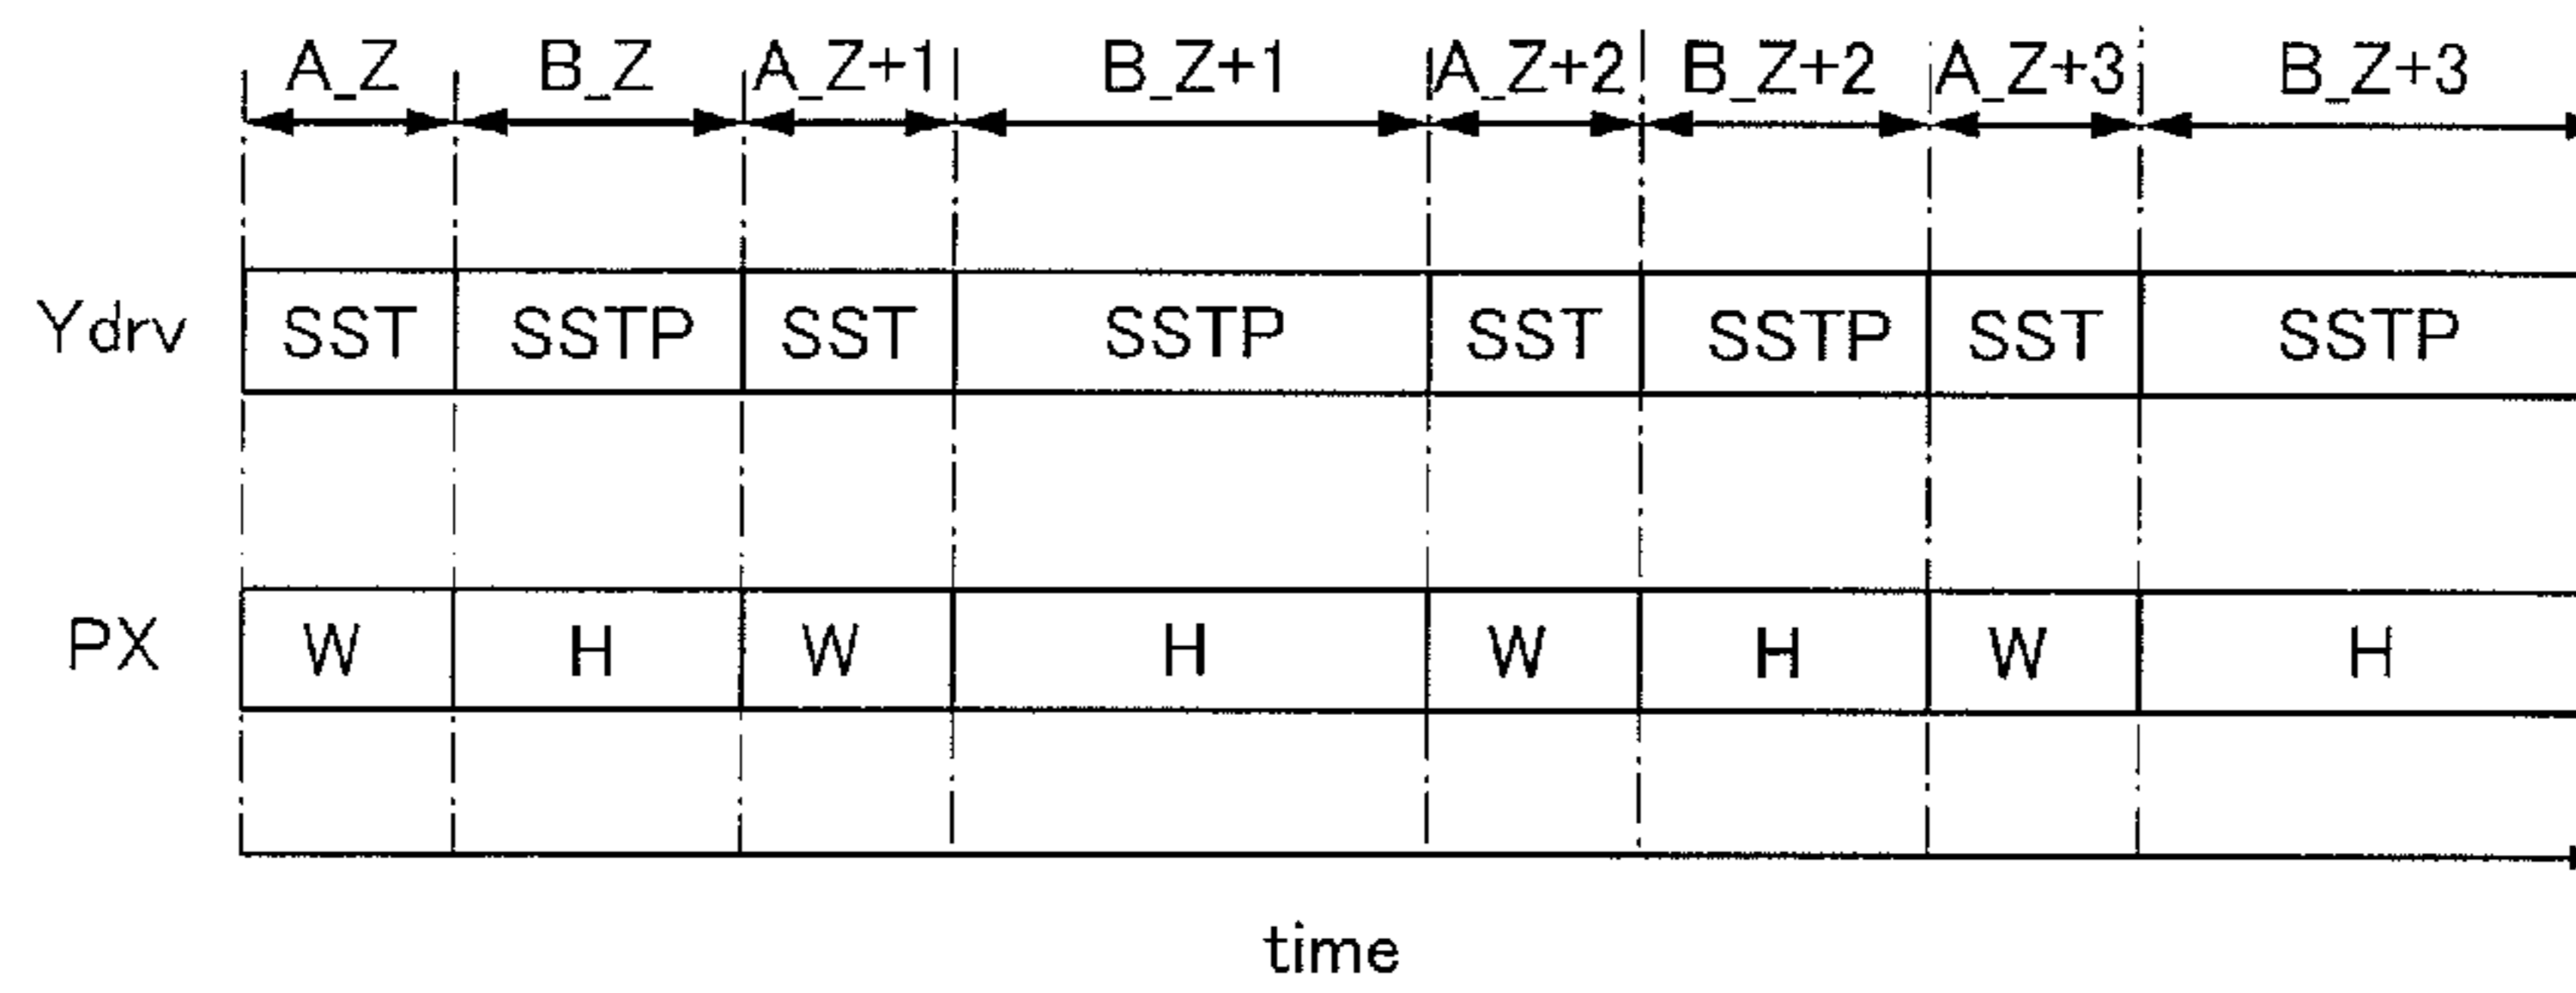 A_Z B_Z A_Z+1 B_Z+1 A_Z+2 B_Z+2 A_Z+3 B_Z+3
Ydrv SST SSTP SST SSTP SST SSTP SST SSTP
PX W H W H W H W H
time